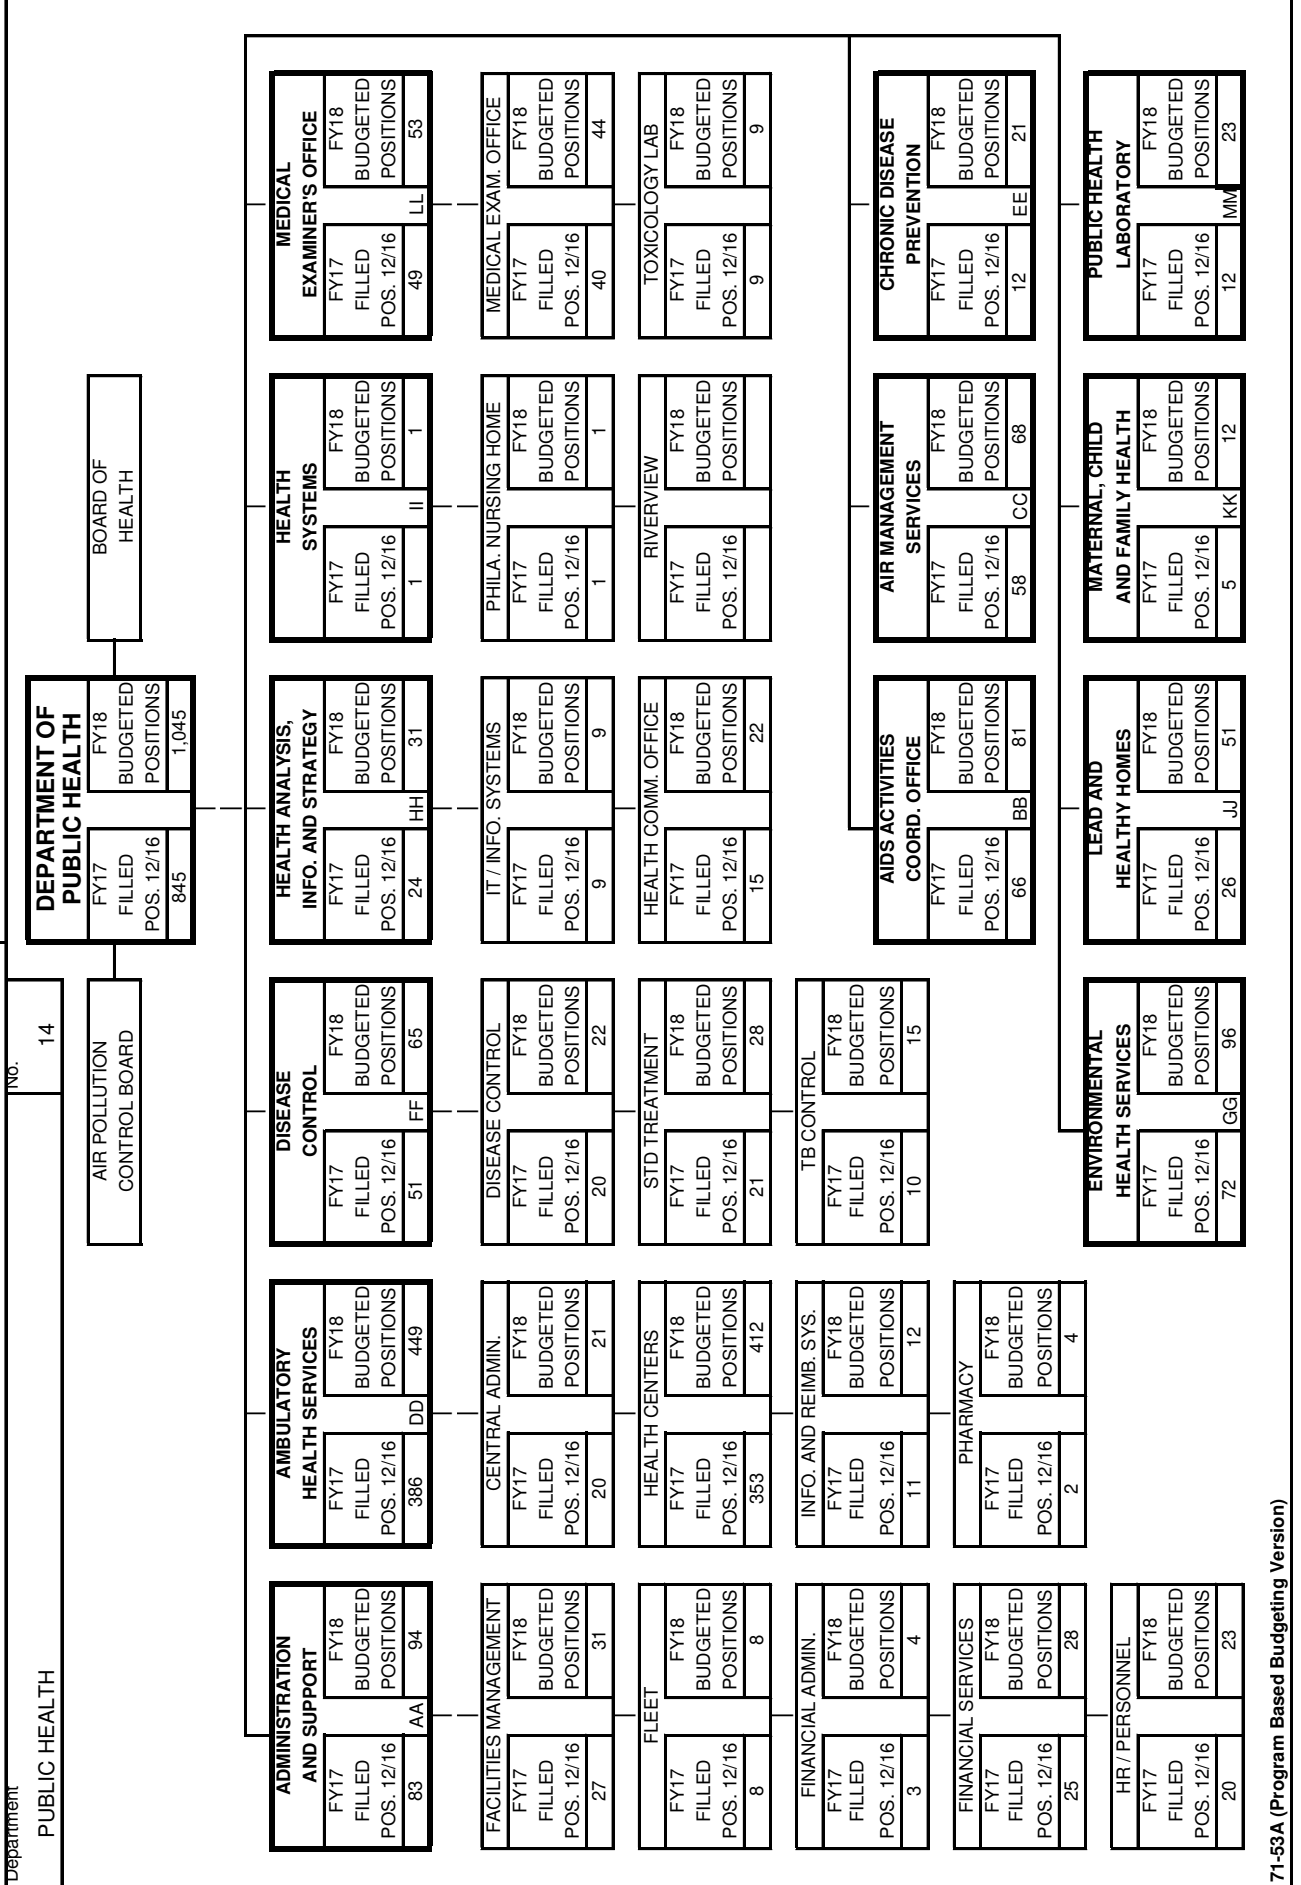 Department
PUBLIC HEALTH
No.
14
AIR POLLUTION
CONTROL BOARD
DEPARTMENT OF
PUBLIC HEALTH
FY17 FY18
FILLED BUDGETED
POS. 12/16 POSITIONS
845 1,045
BOARD OF
HEALTH
ADMINISTRATION
AND SUPPORT
FY17 FY18
FILLED BUDGETED
POS. 12/16 POSITIONS
83 AA 94
AMBULATORY
HEALTH SERVICES
FY17 FY18
FILLED BUDGETED
POS. 12/16 POSITIONS
386 DD 449
DISEASE
CONTROL
FY17 FY18
FILLED BUDGETED
POS. 12/16 POSITIONS
51 FF 65
HEALTH ANALYSIS,
INFO. AND STRATEGY
FY17 FY18
FILLED BUDGETED
POS. 12/16 POSITIONS
24 HH 31
HEALTH
SYSTEMS
FY17 FY18
FILLED BUDGETED
POS. 12/16 POSITIONS
1 II 1
MEDICAL
EXAMINER'S OFFICE
FY17 FY18
FILLED BUDGETED
POS. 12/16 POSITIONS
49 LL 53
FACILITIES MANAGEMENT
FY17 FY18
FILLED BUDGETED
POS. 12/16 POSITIONS
27 31
CENTRAL ADMIN.
FY17 FY18
FILLED BUDGETED
POS. 12/16 POSITIONS
20 21
DISEASE CONTROL
FY17 FY18
FILLED BUDGETED
POS. 12/16 POSITIONS
20 22
IT / INFO. SYSTEMS
FY17 FY18
FILLED BUDGETED
POS. 12/16 POSITIONS
9 9
PHILA. NURSING HOME
FY17 FY18
FILLED BUDGETED
POS. 12/16 POSITIONS
1 1
MEDICAL EXAM. OFFICE
FY17 FY18
FILLED BUDGETED
POS. 12/16 POSITIONS
40 44
FLEET
FY17 FY18
FILLED BUDGETED
POS. 12/16 POSITIONS
8 8
HEALTH CENTERS
FY17 FY18
FILLED BUDGETED
POS. 12/16 POSITIONS
353 412
STD TREATMENT
FY17 FY18
FILLED BUDGETED
POS. 12/16 POSITIONS
21 28
HEALTH COMM. OFFICE
FY17 FY18
FILLED BUDGETED
POS. 12/16 POSITIONS
15 22
RIVERVIEW
FY17 FY18
FILLED BUDGETED
POS. 12/16 POSITIONS
TOXICOLOGY LAB
FY17 FY18
FILLED BUDGETED
POS. 12/16 POSITIONS
9 9
FINANCIAL ADMIN.
FY17 FY18
FILLED BUDGETED
POS. 12/16 POSITIONS
3 4
INFO. AND REIMB. SYS.
FY17 FY18
FILLED BUDGETED
POS. 12/16 POSITIONS
11 12
TB CONTROL
FY17 FY18
FILLED BUDGETED
POS. 12/16 POSITIONS
10 15
AIDS ACTIVITIES
COORD. OFFICE
FY17 FY18
FILLED BUDGETED
POS. 12/16 POSITIONS
66 BB 81
AIR MANAGEMENT
SERVICES
FY17 FY18
FILLED BUDGETED
POS. 12/16 POSITIONS
58 CC 68
CHRONIC DISEASE
PREVENTION
FY17 FY18
FILLED BUDGETED
POS. 12/16 POSITIONS
12 EE 21
FINANCIAL SERVICES
FY17 FY18
FILLED BUDGETED
POS. 12/16 POSITIONS
25 28
PHARMACY
FY17 FY18
FILLED BUDGETED
POS. 12/16 POSITIONS
2 4
HR / PERSONNEL
FY17 FY18
FILLED BUDGETED
POS. 12/16 POSITIONS
20 23
ENVIRONMENTAL
HEALTH SERVICES
FY17 FY18
FILLED BUDGETED
POS. 12/16 POSITIONS
72 GG 96
LEAD AND
HEALTHY HOMES
FY17 FY18
FILLED BUDGETED
POS. 12/16 POSITIONS
26 JJ 51
MATERNAL, CHILD
AND FAMILY HEALTH
FY17 FY18
FILLED BUDGETED
POS. 12/16 POSITIONS
5 KK 12
PUBLIC HEALTH
LABORATORY
FY17 FY18
FILLED BUDGETED
POS. 12/16 POSITIONS
12 MM 23
71-53A (Program Based Budgeting Version)